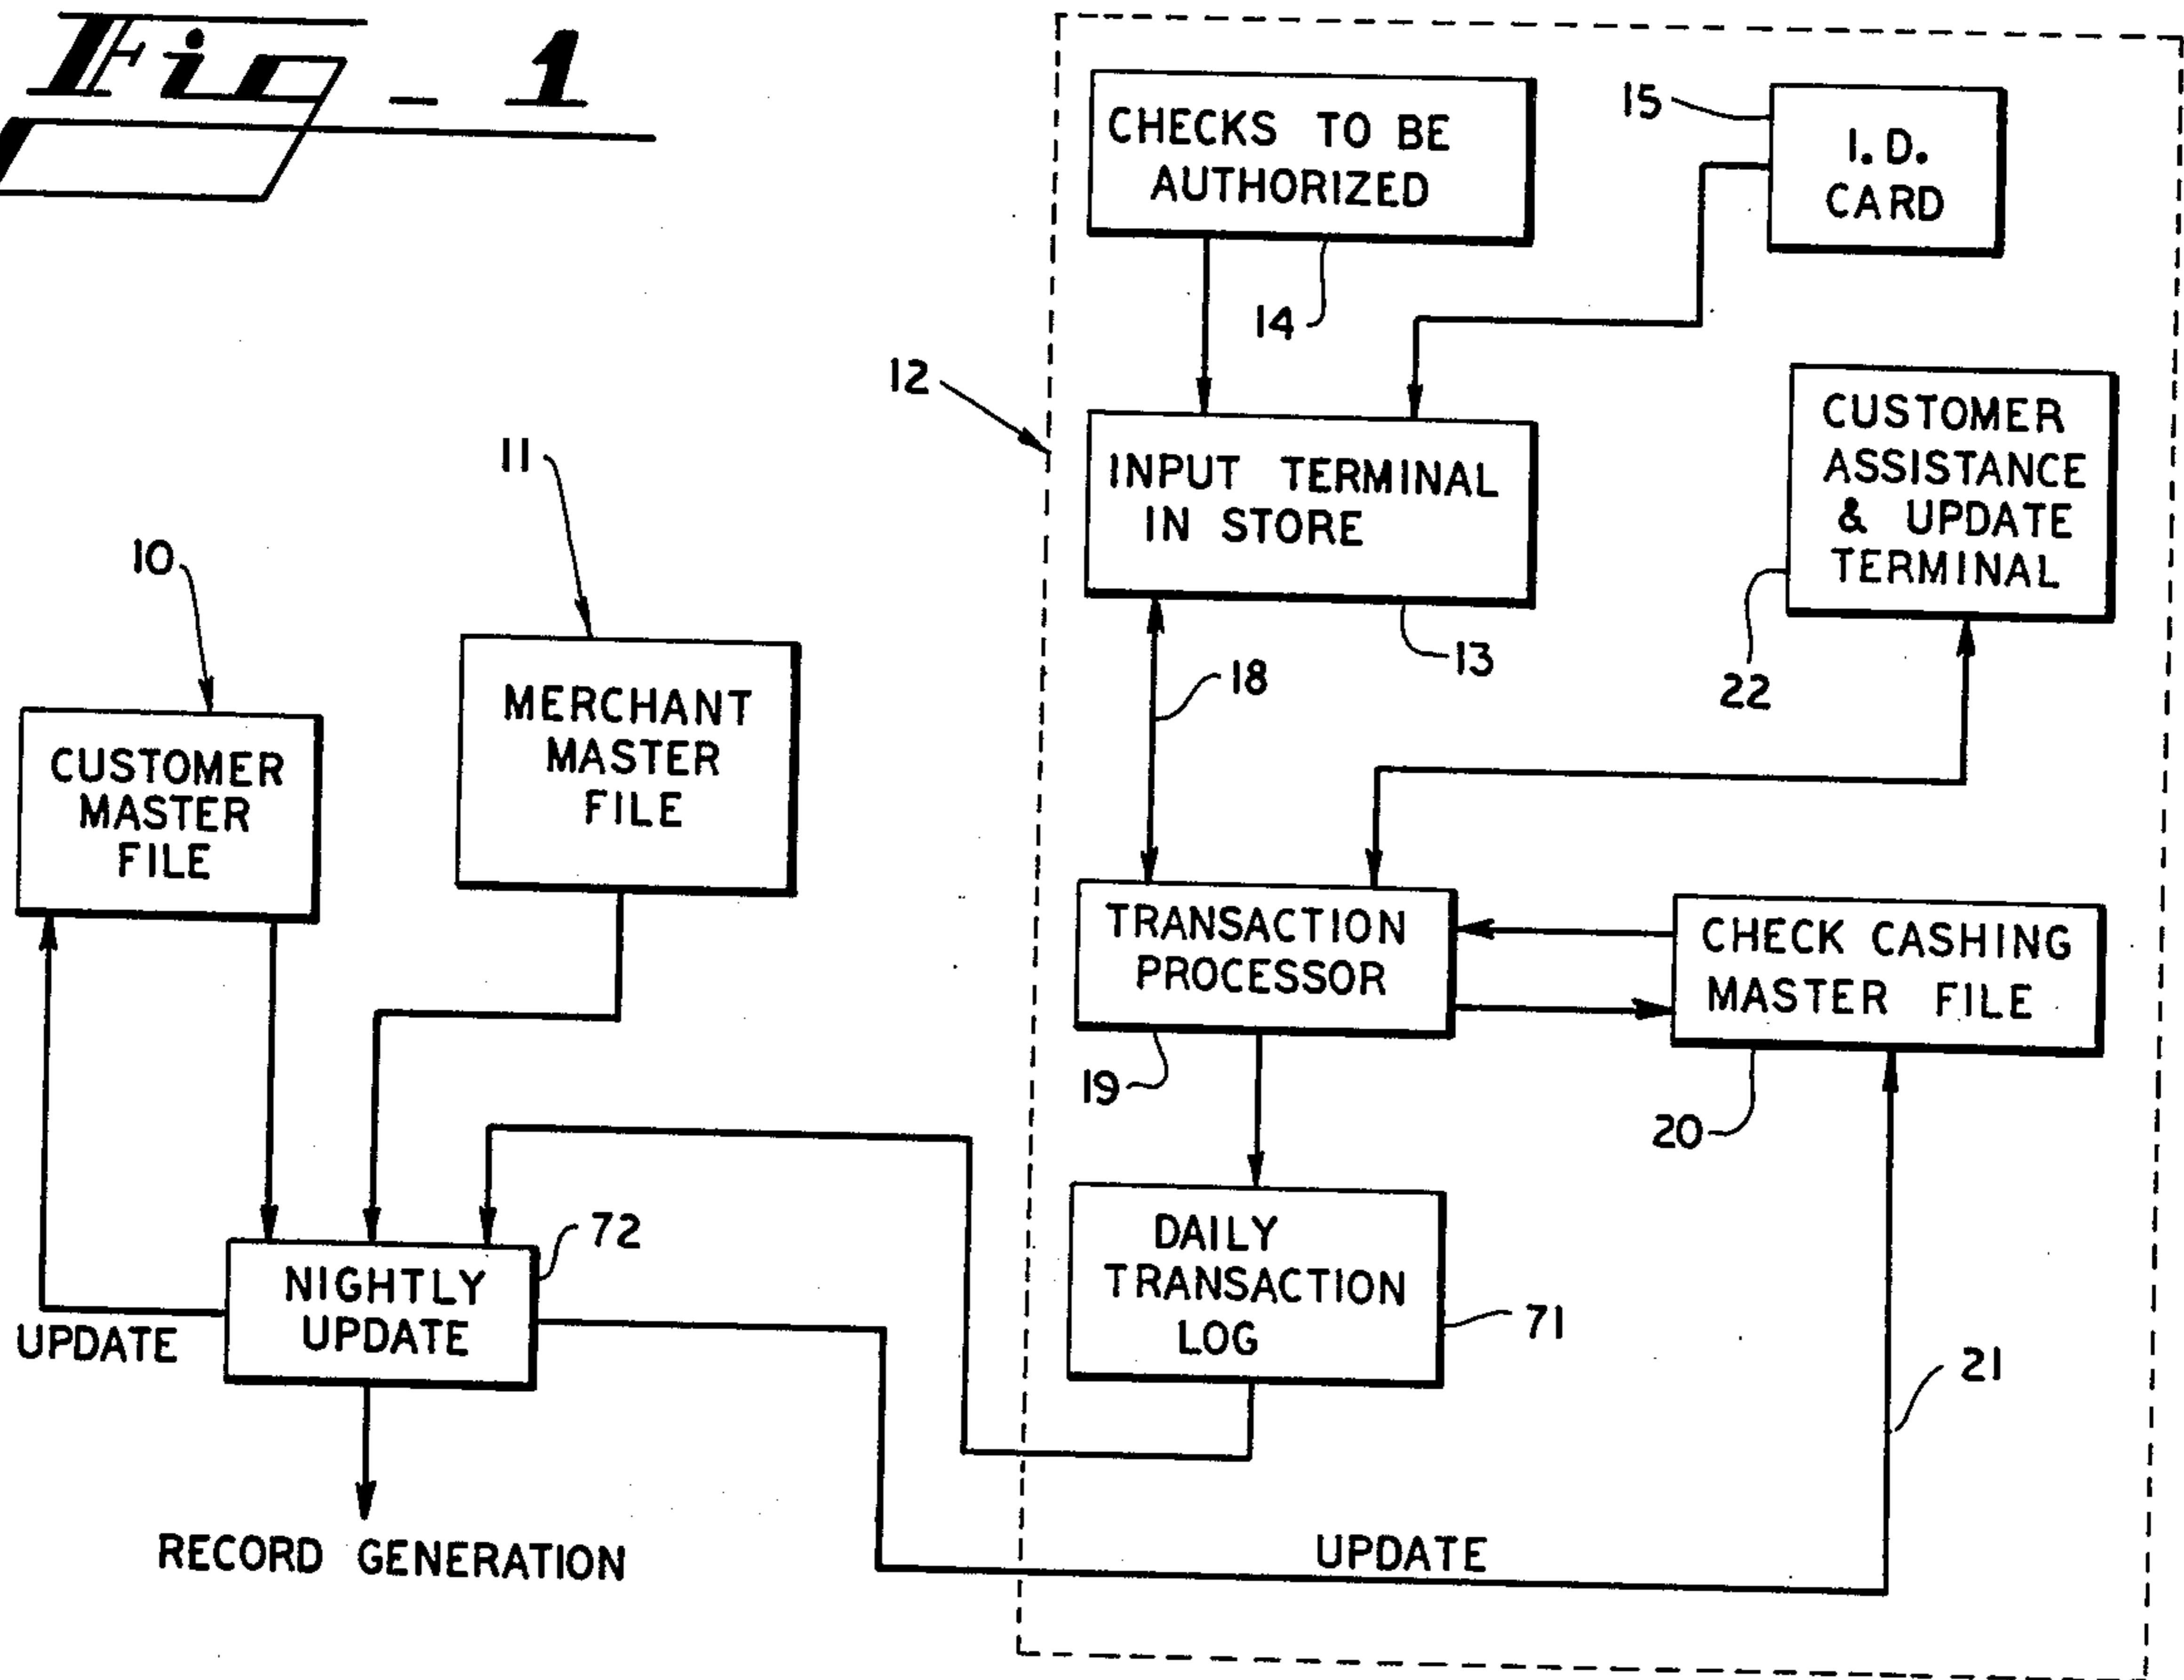 Fig - 1
CHECKS TO BE
AUTHORIZED
14
15
I.D.
CARD
12
INPUT TERMINAL
IN STORE
13
CUSTOMER
ASSISTANCE
& UPDATE
TERMINAL
22
11
10
MERCHANT
MASTER
FILE
CUSTOMER
MASTER
FILE
18
TRANSACTION
PROCESSOR
19
CHECK CASHING
MASTER FILE
20
72
NIGHTLY
UPDATE
UPDATE
DAILY
TRANSACTION
LOG
71
21
RECORD GENERATION
UPDATE